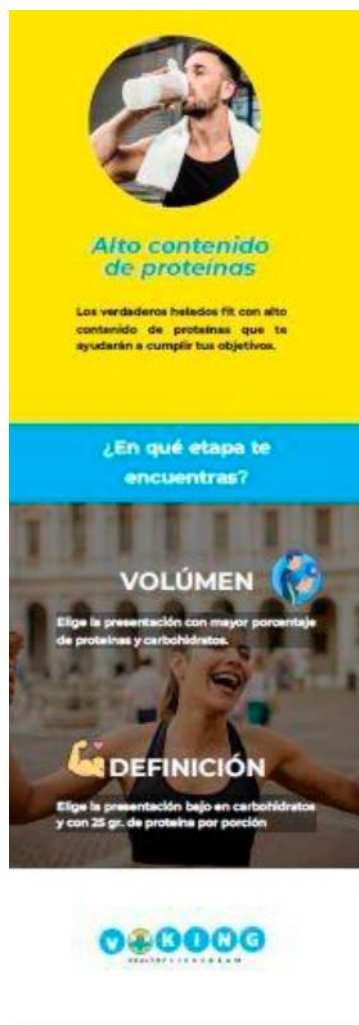 Alto contenido
de proteínas
Los verdaderos helados fit con alto
contenido de proteínas que te
ayudarán a cumplir tus objetivos.
¿En qué etapa te
encuentras?
VOLÚMEN
Elige la presentación con mayor porcentaje
de proteínas y carbohidratos.
DEFINICIÓN
Elige la presentación bajo en carbohidratos
y con 25 gr. de proteína por porción
VIKING